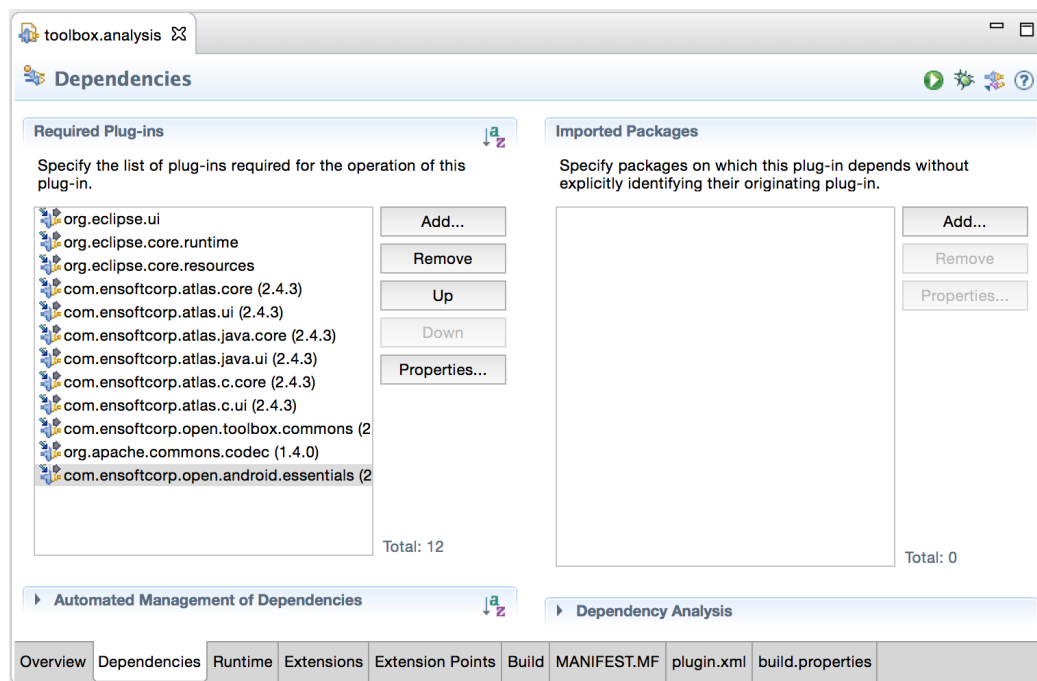 toolbox.analysis
Dependencies
Required Plug-ins
Specify the list of plug-ins required for the operation of this
plug-in.
org.eclipse.ui
org.eclipse.core.runtime
org.eclipse.core.resources
com.ensoftcorp.atlas.core (2.4.3)
com.ensoftcorp.atlas.ui (2.4.3)
com.ensoftcorp.atlas.java.core (2.4.3)
com.ensoftcorp.atlas.java.ui (2.4.3)
com.ensoftcorp.atlas.c.core (2.4.3)
com.ensoftcorp.atlas.c.ui (2.4.3)
com.ensoftcorp.open.toolbox.commons (2
org.apache.commons.codec (1.4.0)
com.ensoftcorp.open.android.essentials (2
Add...
Remove
Up
Down
Properties...
Total: 12
Imported Packages
Specify packages on which this plug-in depends without
explicitly identifying their originating plug-in.
Add...
Remove
Properties...
Total: 0
Automated Management of Dependencies
Dependency Analysis
Overview Dependencies Runtime Extensions Extension Points Build MANIFEST.MF plugin.xml build.properties